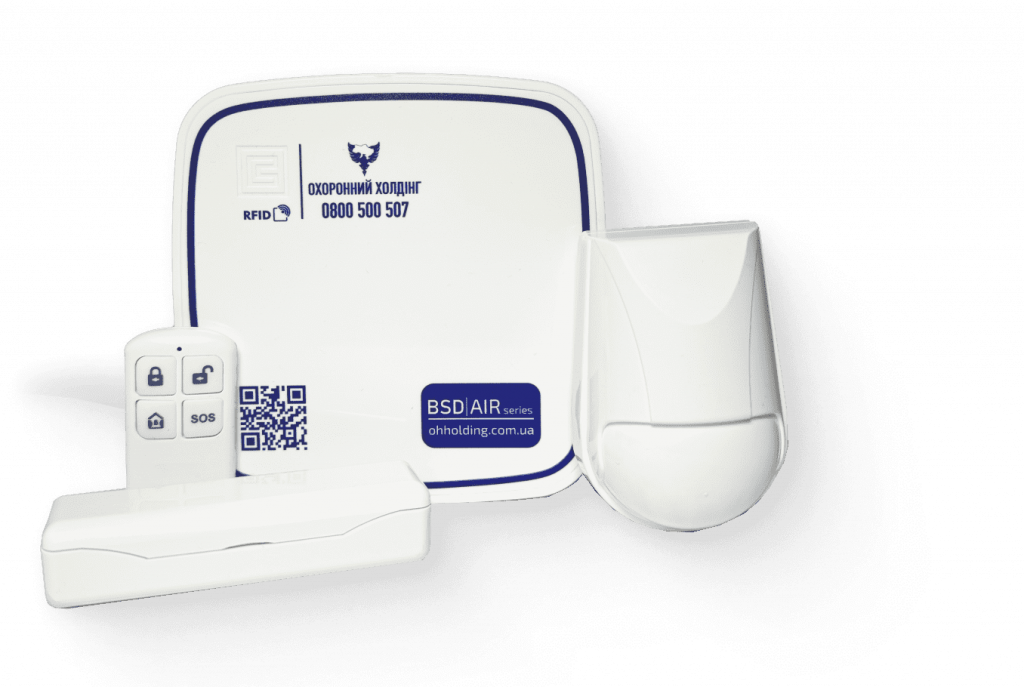 ОХОРОННИЙ ХОЛДІНГ
RFID
0800 500 507
SOS
BSD|AIR series
ohholding.com.ua